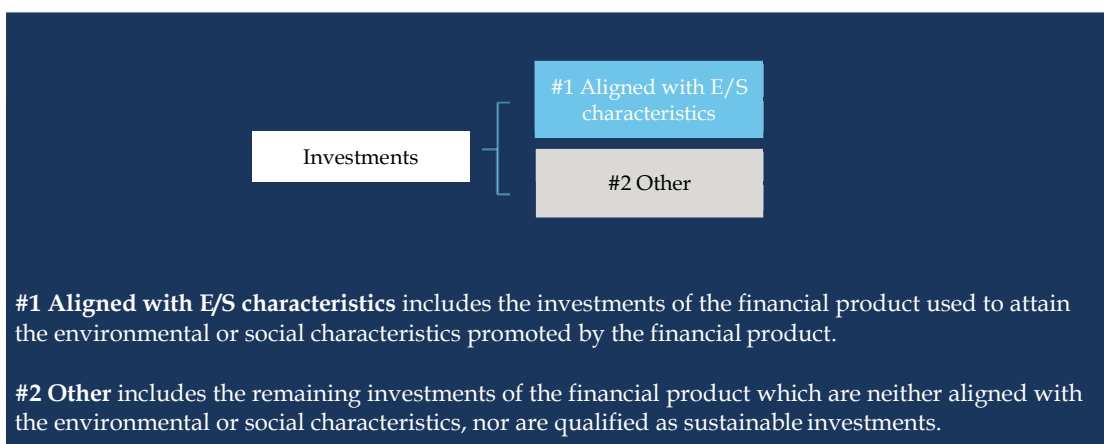 #1 Aligned with E/S
characteristics
Investments
#2 Other
#1 Aligned with E/S characteristics includes the investments of the financial product used to attain
the environmental or social characteristics promoted by the financial product.
#2 Other includes the remaining investments of the financial product which are neither aligned with
the environmental or social characteristics, nor are qualified as sustainable investments.